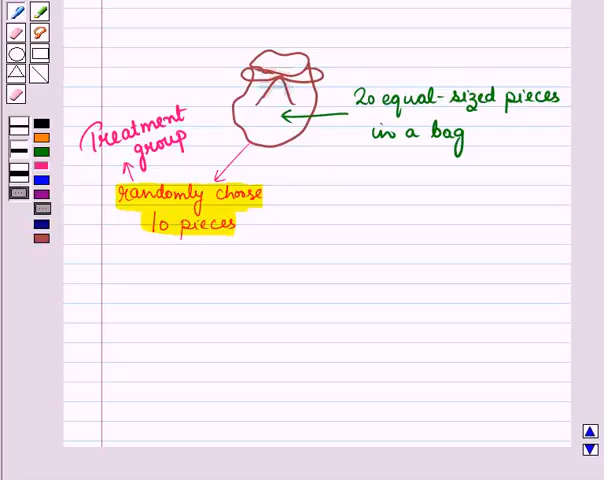 20 equal-sized pieces
in a bag
Treatment
group
randomly choose
10 pieces